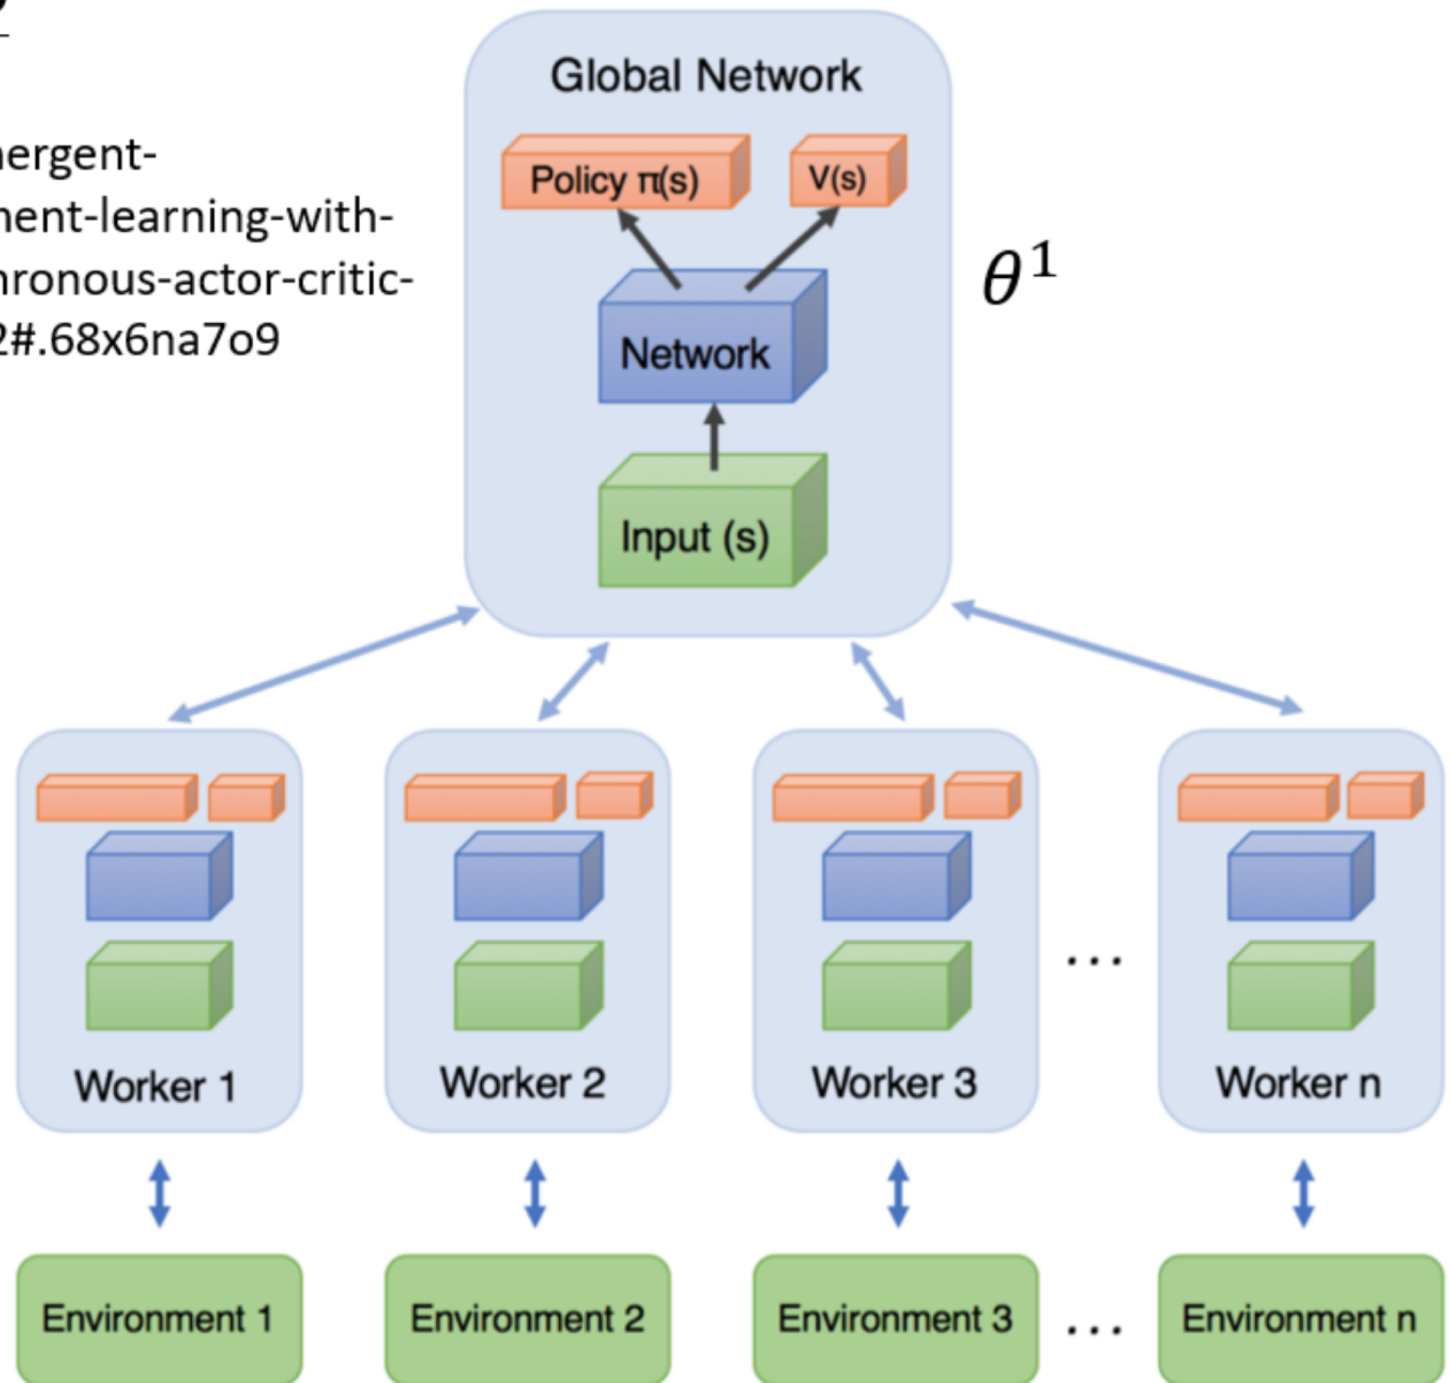 Global Network
Policy π(s)
V(s)
nergent-
nent-learning-with-
hronous-actor-critic-
2#.68x6na7o9
θ¹
Network
Input (s)
Worker 1
Worker 2
Worker 3
...
Worker n
Environment 1
Environment 2
Environment 3
...
Environment n